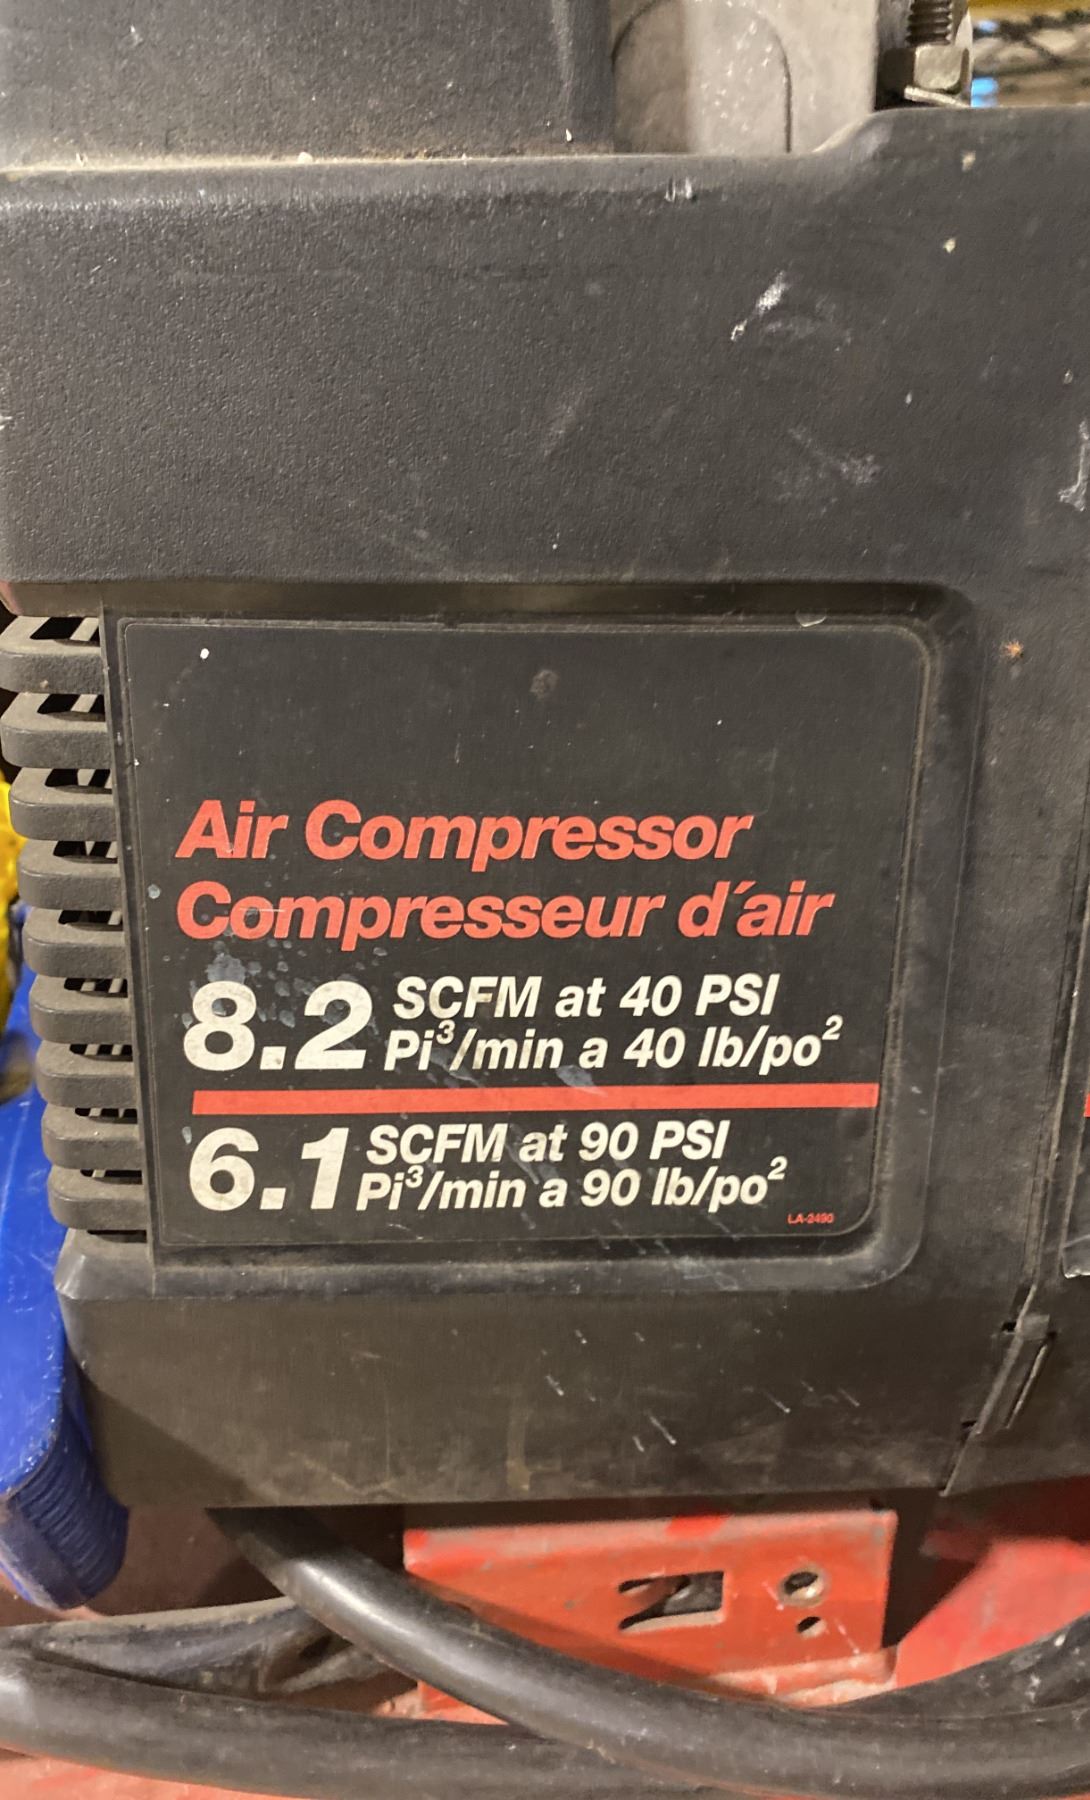 Air Compressor
Compresseur d´air
8.2 SCFM at 40 PSI
Pi³/min a 40 lb/po²
6.1 SCFM at 90 PSI
Pi³/min a 90 lb/po²
LA-2490